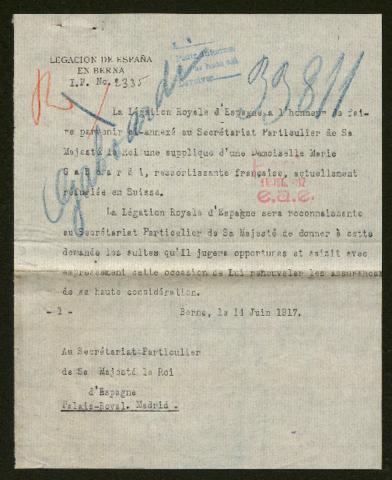 LEGACION DE ESPAÑA
EN BERNA
I.F. No. 2335
33811
La Légation Royale d'Espagne a l'honneur de fai-
re parvenir ci-annexé au Secrétariat Particulier de Sa
Majesté le Roi une supplique d'une Demoiselle Marie
ressortissante française, actuellement
réfugiée en Suisse.
e.a.e.
La Légation Royale d'Espagne sera reconnaissante
au Secrétariat Particulier de Sa Majesté de donner à cette
demande les suites qu'Il jugera opportunes et saisit avec
empressement cette occasion de Lui renouveler les assurances
de sa haute considération.
-1-
Berne, le 14 Juin 1917.
Au Secrétariat Particulier
de Sa Majesté le Roi
d'Espagne
Palais-Royal. Madrid.